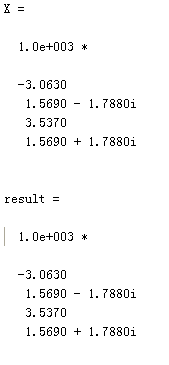 X =
1.0e+003 *
-3.0630
1.5690 - 1.7880i
3.5370
1.5690 + 1.7880i
result =
1.0e+003 *
-3.0630
1.5690 - 1.7880i
3.5370
1.5690 + 1.7880i